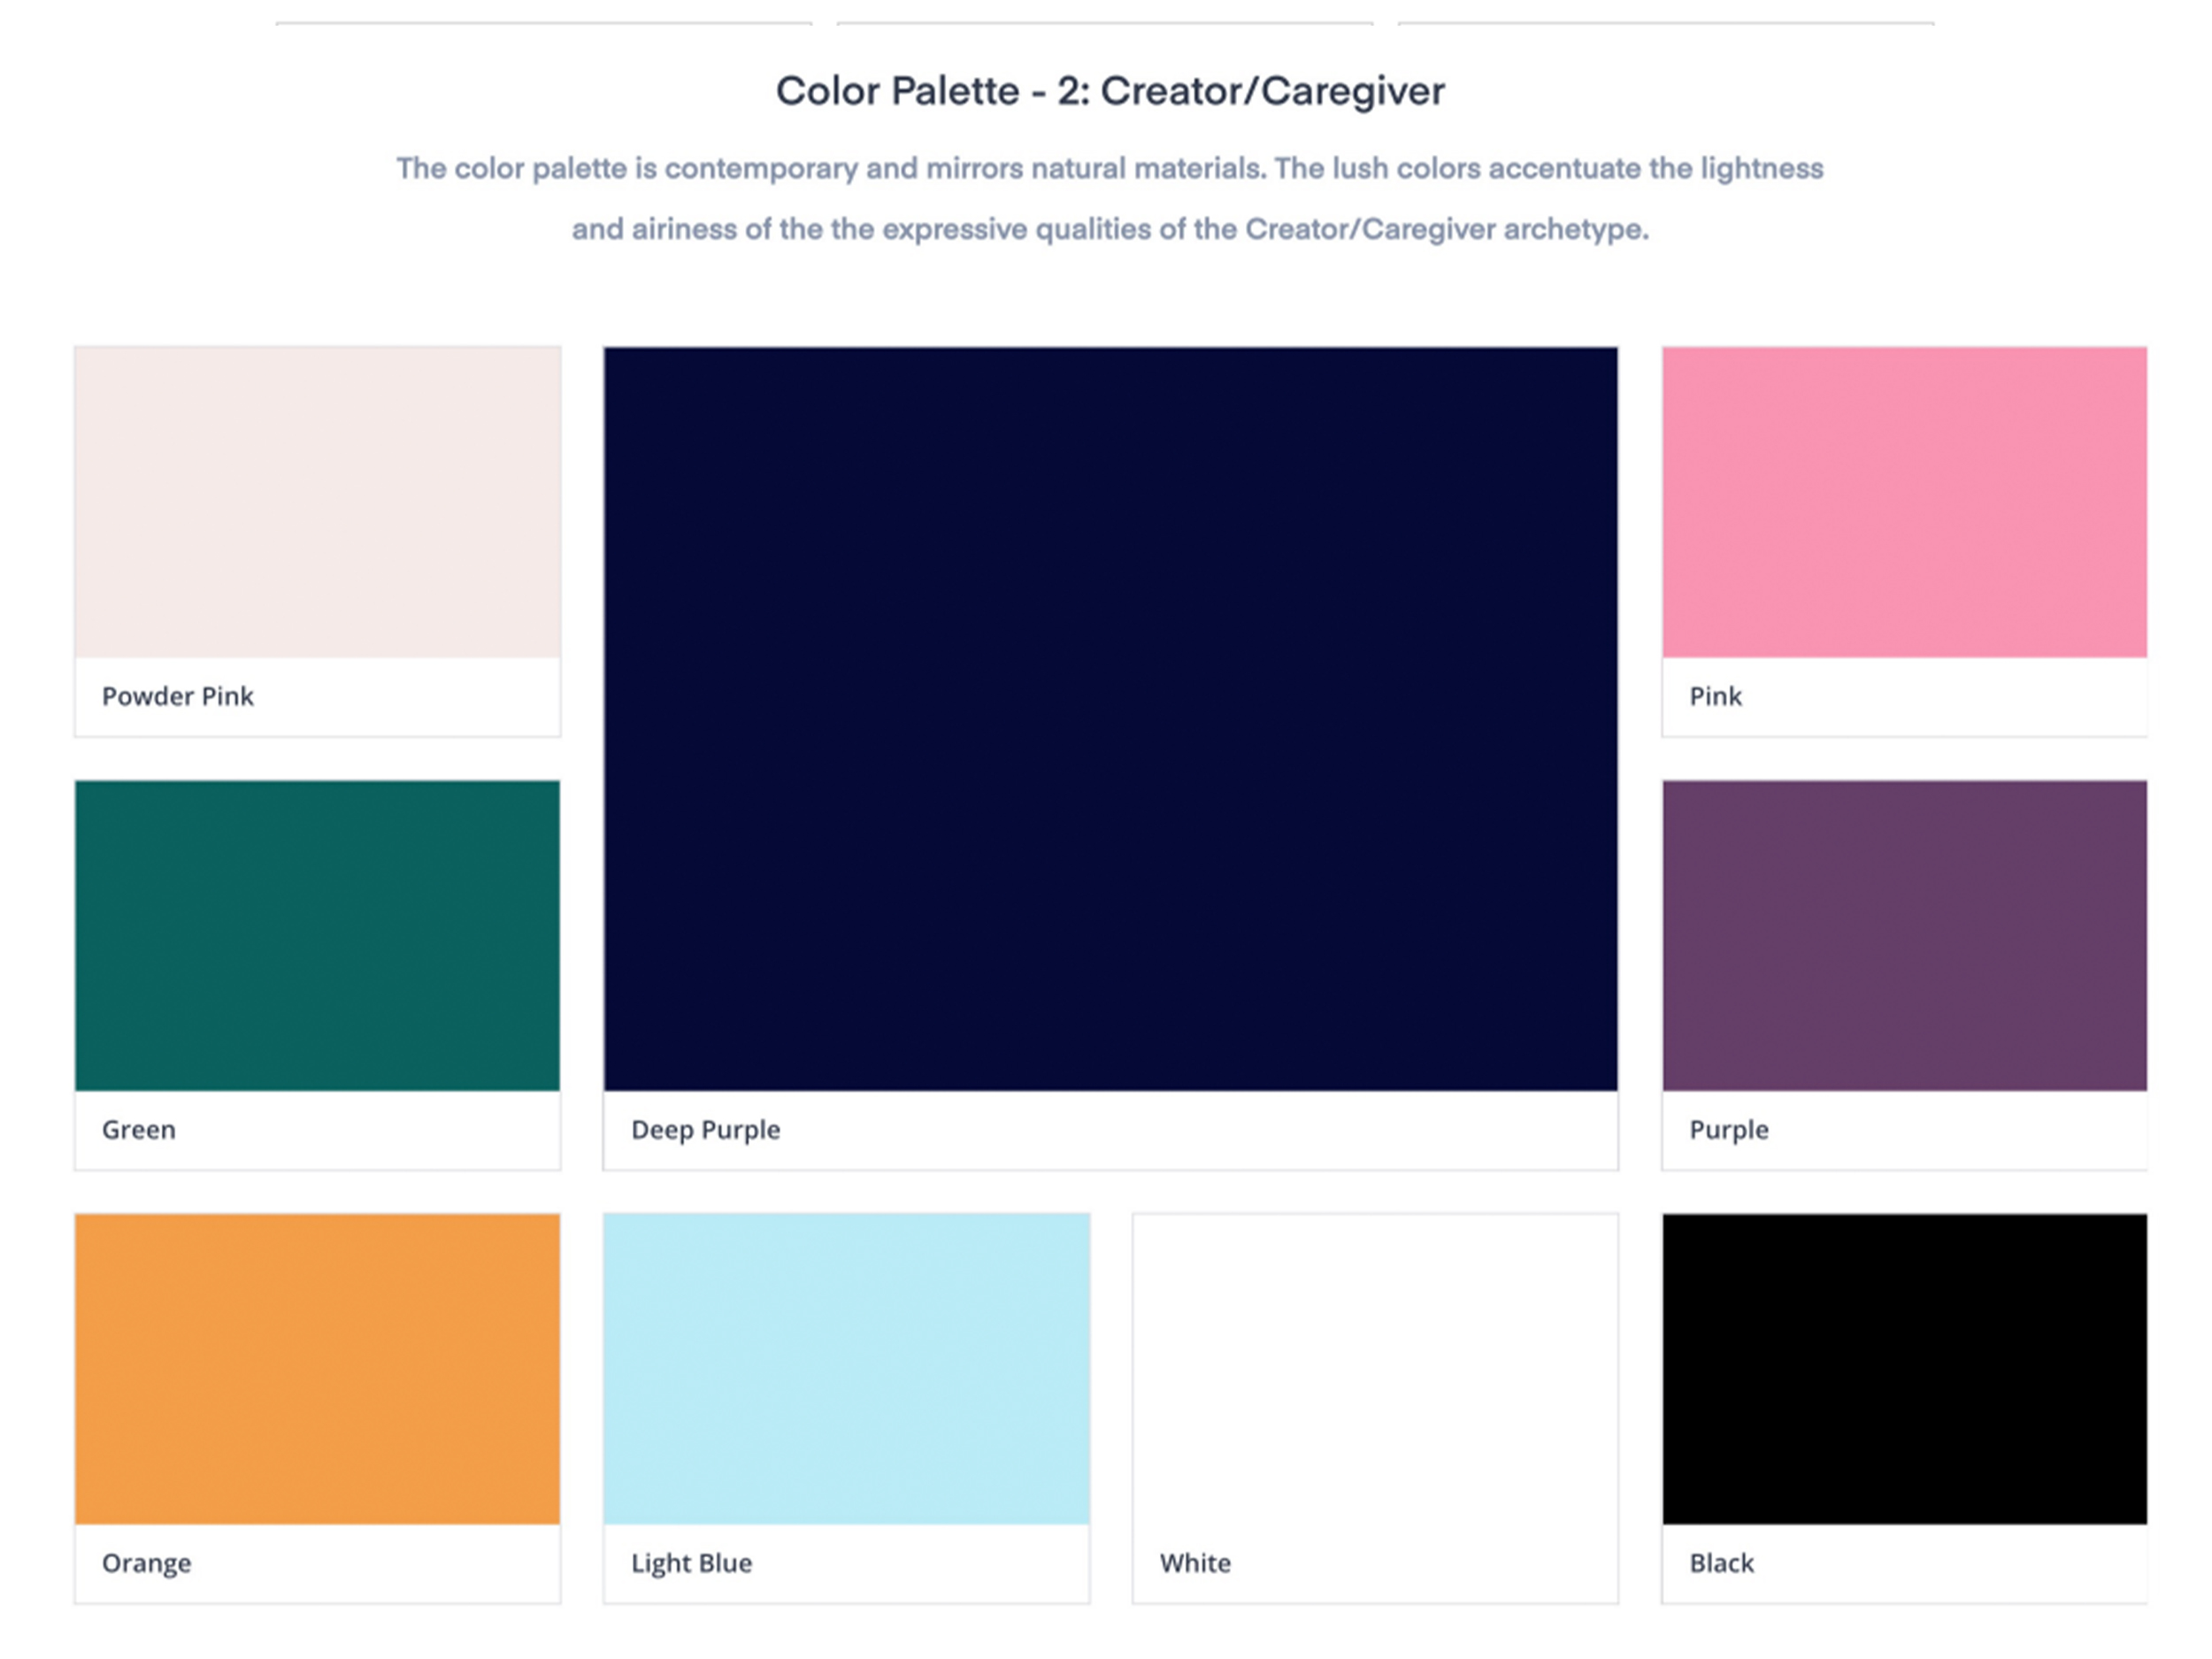 Color Palette - 2: Creator/Caregiver
The color palette is contemporary and mirrors natural materials. The lush colors accentuate the lightness
and airiness of the the expressive qualities of the Creator/Caregiver archetype.
Powder Pink
Pink
Green
Deep Purple
Purple
Orange
Light Blue
White
Black